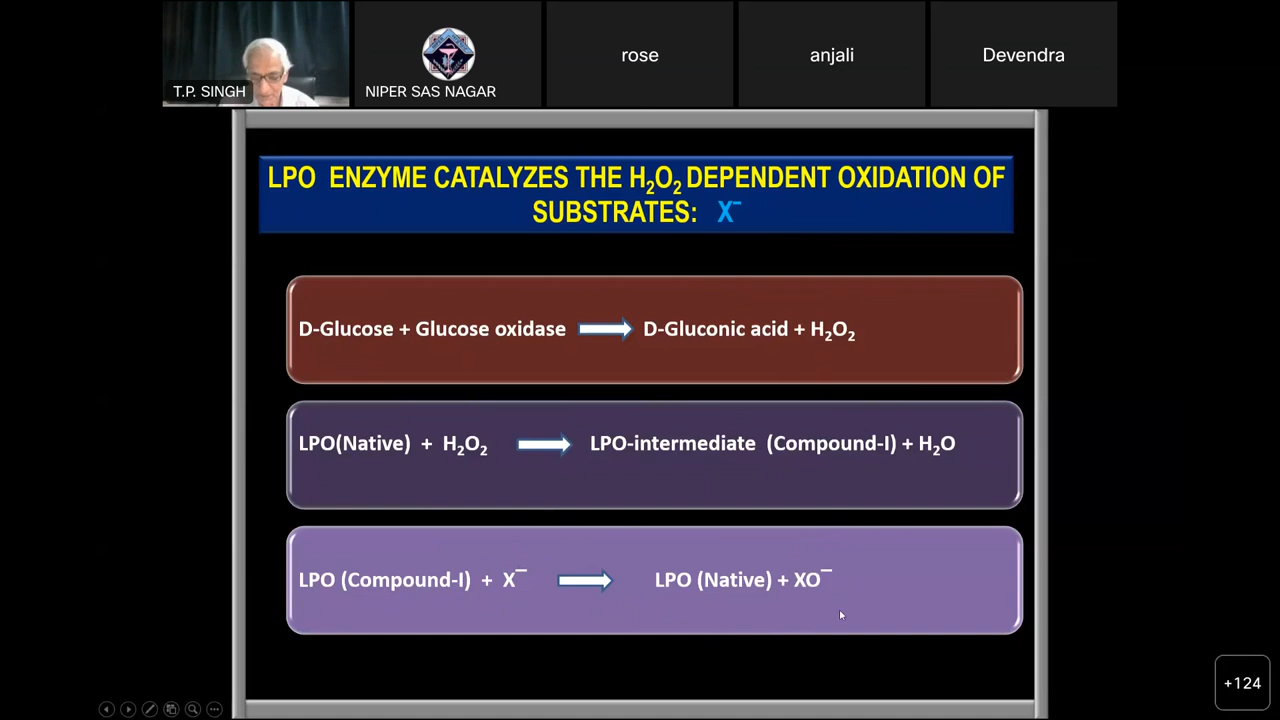 T.P. SINGH
NIPER SAS NAGAR
rose
anjali
Devendra
LPO ENZYME CATALYZES THE H₂O₂ DEPENDENT OXIDATION OF
SUBSTRATES: X⁻
D-Glucose + Glucose oxidase ⟹ D-Gluconic acid + H₂O₂
LPO(Native) + H₂O₂ ⟹ LPO-intermediate (Compound-I) + H₂O
LPO (Compound-I) + X⁻ ⟹ LPO (Native) + XO⁻
+124